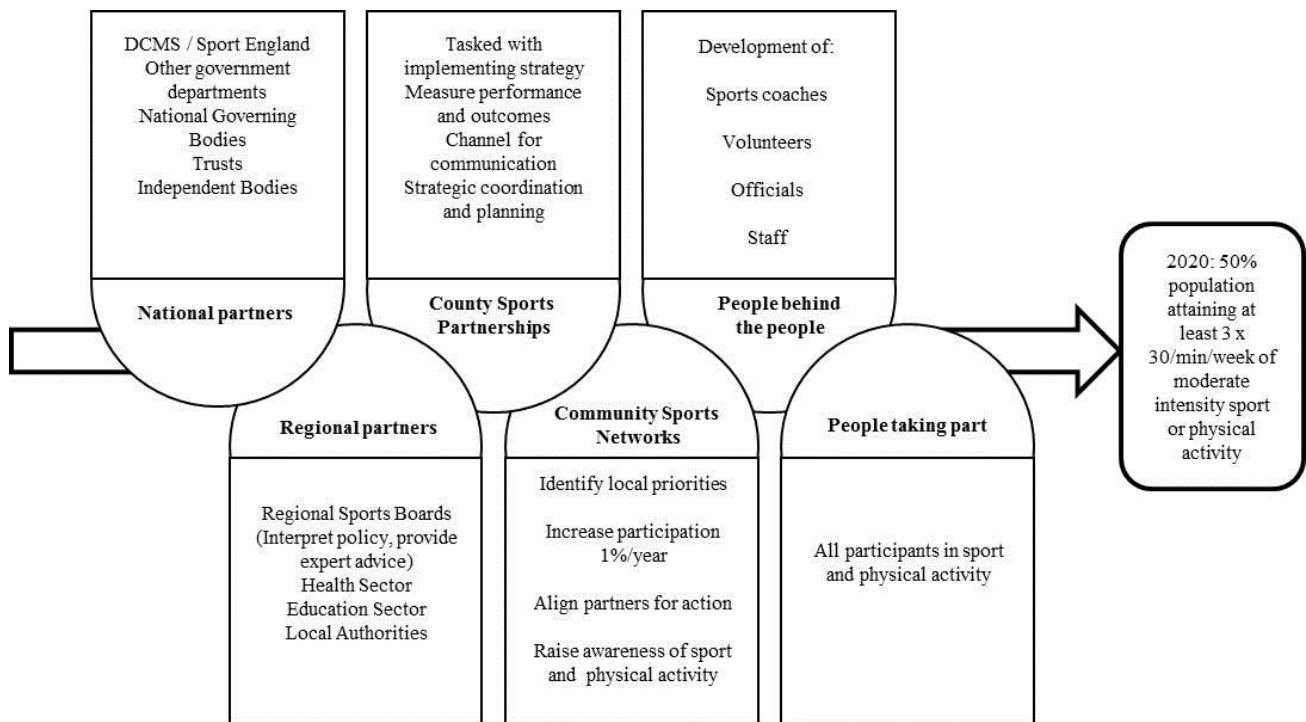 DCMS / Sport England
Other government
departments
National Governing
Bodies
Trusts
Independent Bodies
National partners
Tasked with
implementing strategy
Measure performance
and outcomes
Channel for
communication
Strategic coordination
and planning
County Sports
Partnerships
Development of:
Sports coaches
Volunteers
Officials
Staff
People behind
the people
Regional partners
Regional Sports Boards
(Interpret policy, provide
expert advice)
Health Sector
Education Sector
Local Authorities
Community Sports
Networks
Identify local priorities
Increase participation
1%/year
Align partners for action
Raise awareness of sport
and physical activity
People taking part
All participants in sport
and physical activity
2020: 50%
population
attaining at
least 3 x
30/min/week of
moderate
intensity sport
or physical
activity